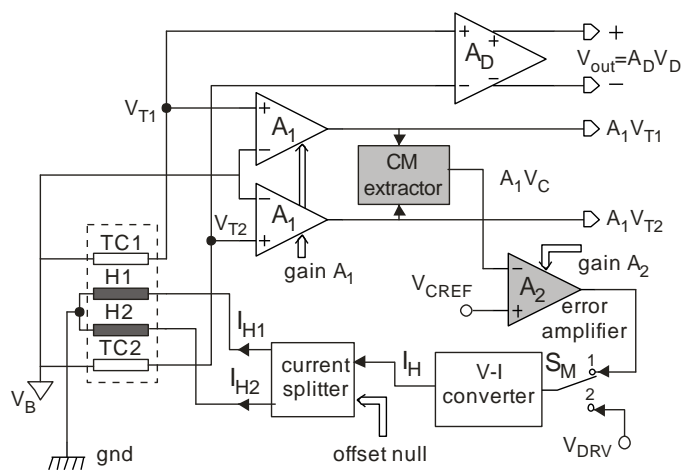 +
A_D
V_out=A_DV_D
−
V_T1
A_1
A_1V_T1
CM
extractor
A_1V_C
A_1
V_T2
A_1V_T2
gain A_1
TC1
H1
H2
TC2
gain A_2
V_CREF
A_2
error
amplifier
I_H1
I_H2
current
splitter
I_H
V-I
converter
S_M
1
2
V_B
gnd
offset null
V_DRV